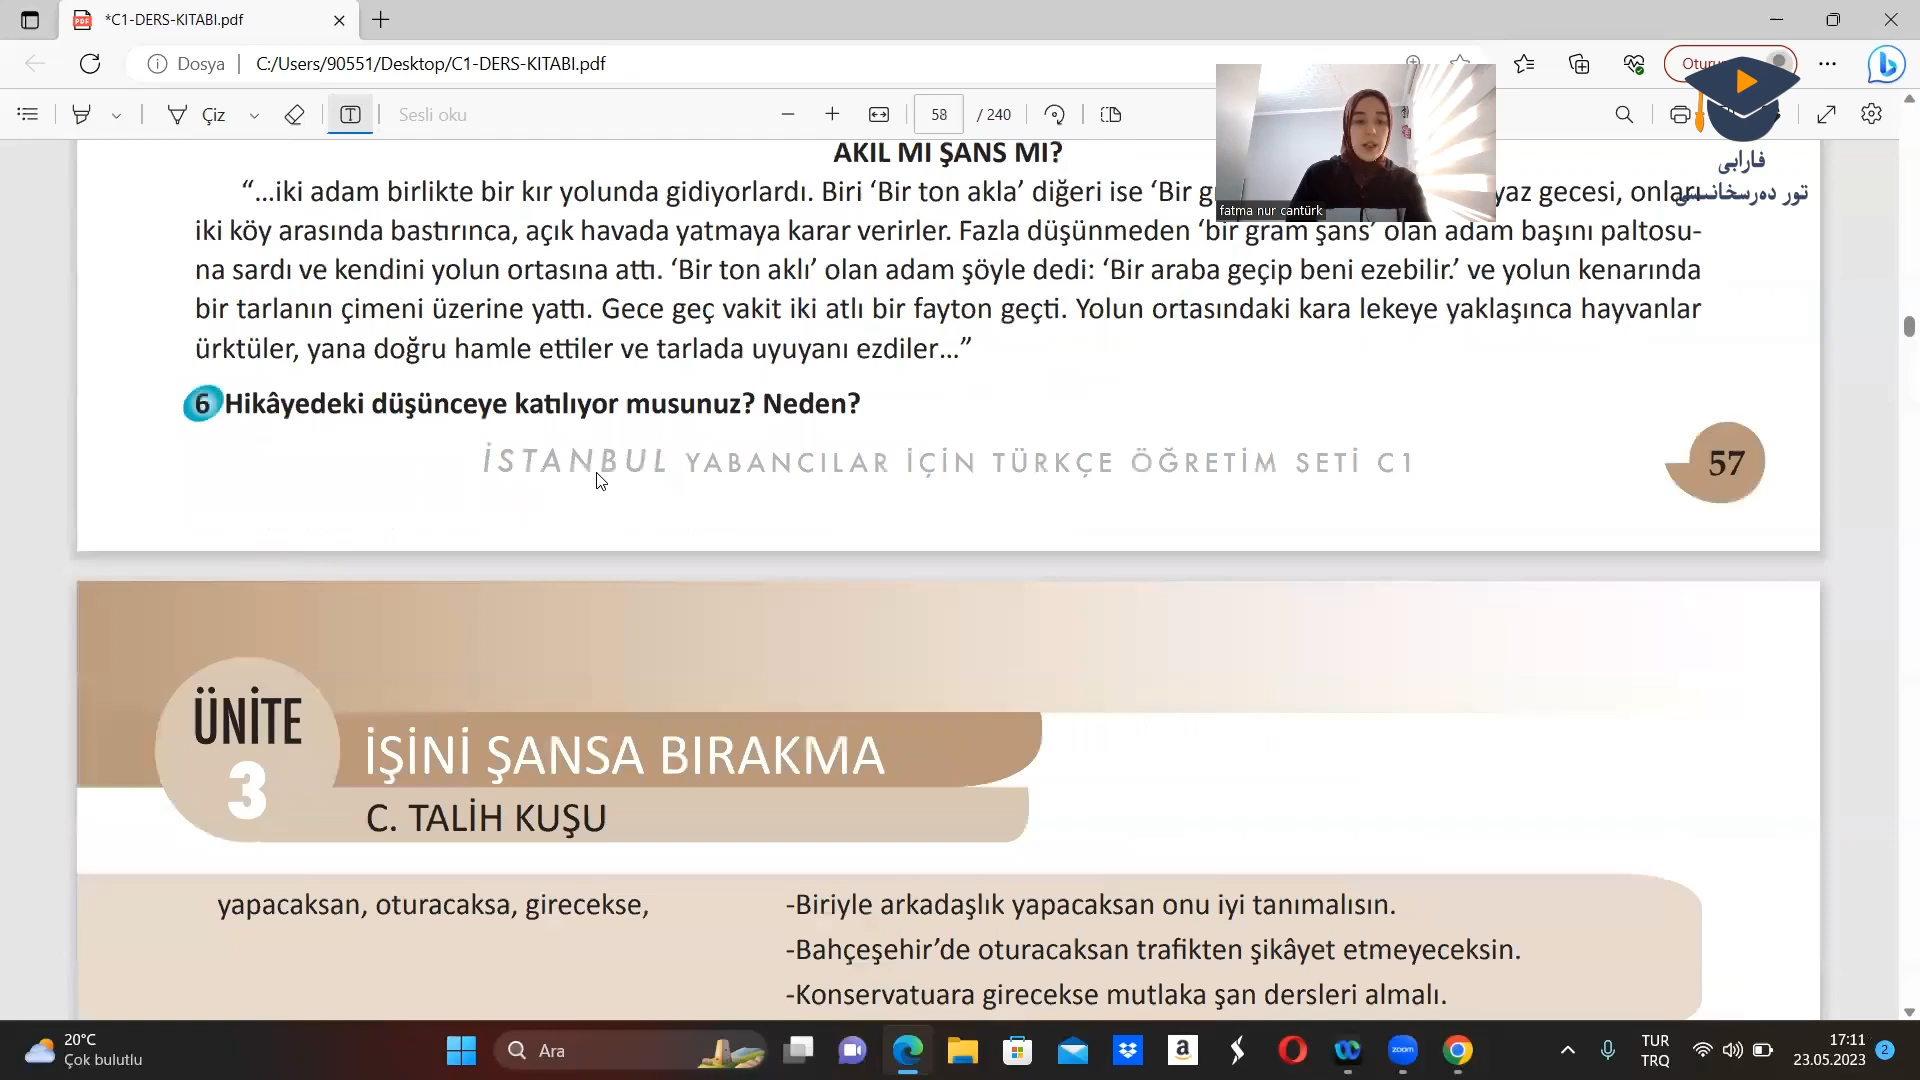 *C1-DERS-KITABI.pdf
Dosya
C:/Users/90551/Desktop/C1-DERS-KITABI.pdf
Çiz
Sesli oku
58
/ 240
فارابى
تور دەرسخانىسى
fatma nur cantürk
AKIL MI ŞANS MI?
“...iki adam birlikte bir kır yolunda gidiyorlardı. Biri ‘Bir ton akla’ diğeri ise ‘Bir yaz gecesi, onları
iki köy arasında bastırınca, açık havada yatmaya karar verirler. Fazla düşünmeden ‘bir gram şans’ olan adam başını paltosu-
na sardı ve kendini yolun ortasına attı. ‘Bir ton aklı’ olan adam şöyle dedi: ‘Bir araba geçip beni ezebilir.’ ve yolun kenarında
bir tarlanın çimeni üzerine yattı. Gece geç vakit iki atlı bir fayton geçti. Yolun ortasındaki kara lekeye yaklaşınca hayvanlar
ürktüler, yana doğru hamle ettiler ve tarlada uyuyanı ezdiler...”
6 Hikâyedeki düşünceye katılıyor musunuz? Neden?
İSTANBUL YABANCILAR İÇİN TÜRKÇE ÖĞRETİM SETİ C1
57
ÜNİTE
3
İŞİNİ ŞANSA BIRAKMA
C. TALİH KUŞU
yapacaksan, oturacaksa, girecekse,
-Biriyle arkadaşlık yapacaksan onu iyi tanımalısın.
-Bahçeşehir’de oturacaksan trafikten şikâyet etmeyeceksin.
-Konservatuara girecekse mutlaka şan dersleri almalı.
20°C
Çok bulutlu
Ara
zoom
TUR
TRQ
17:11
23.05.2023
2